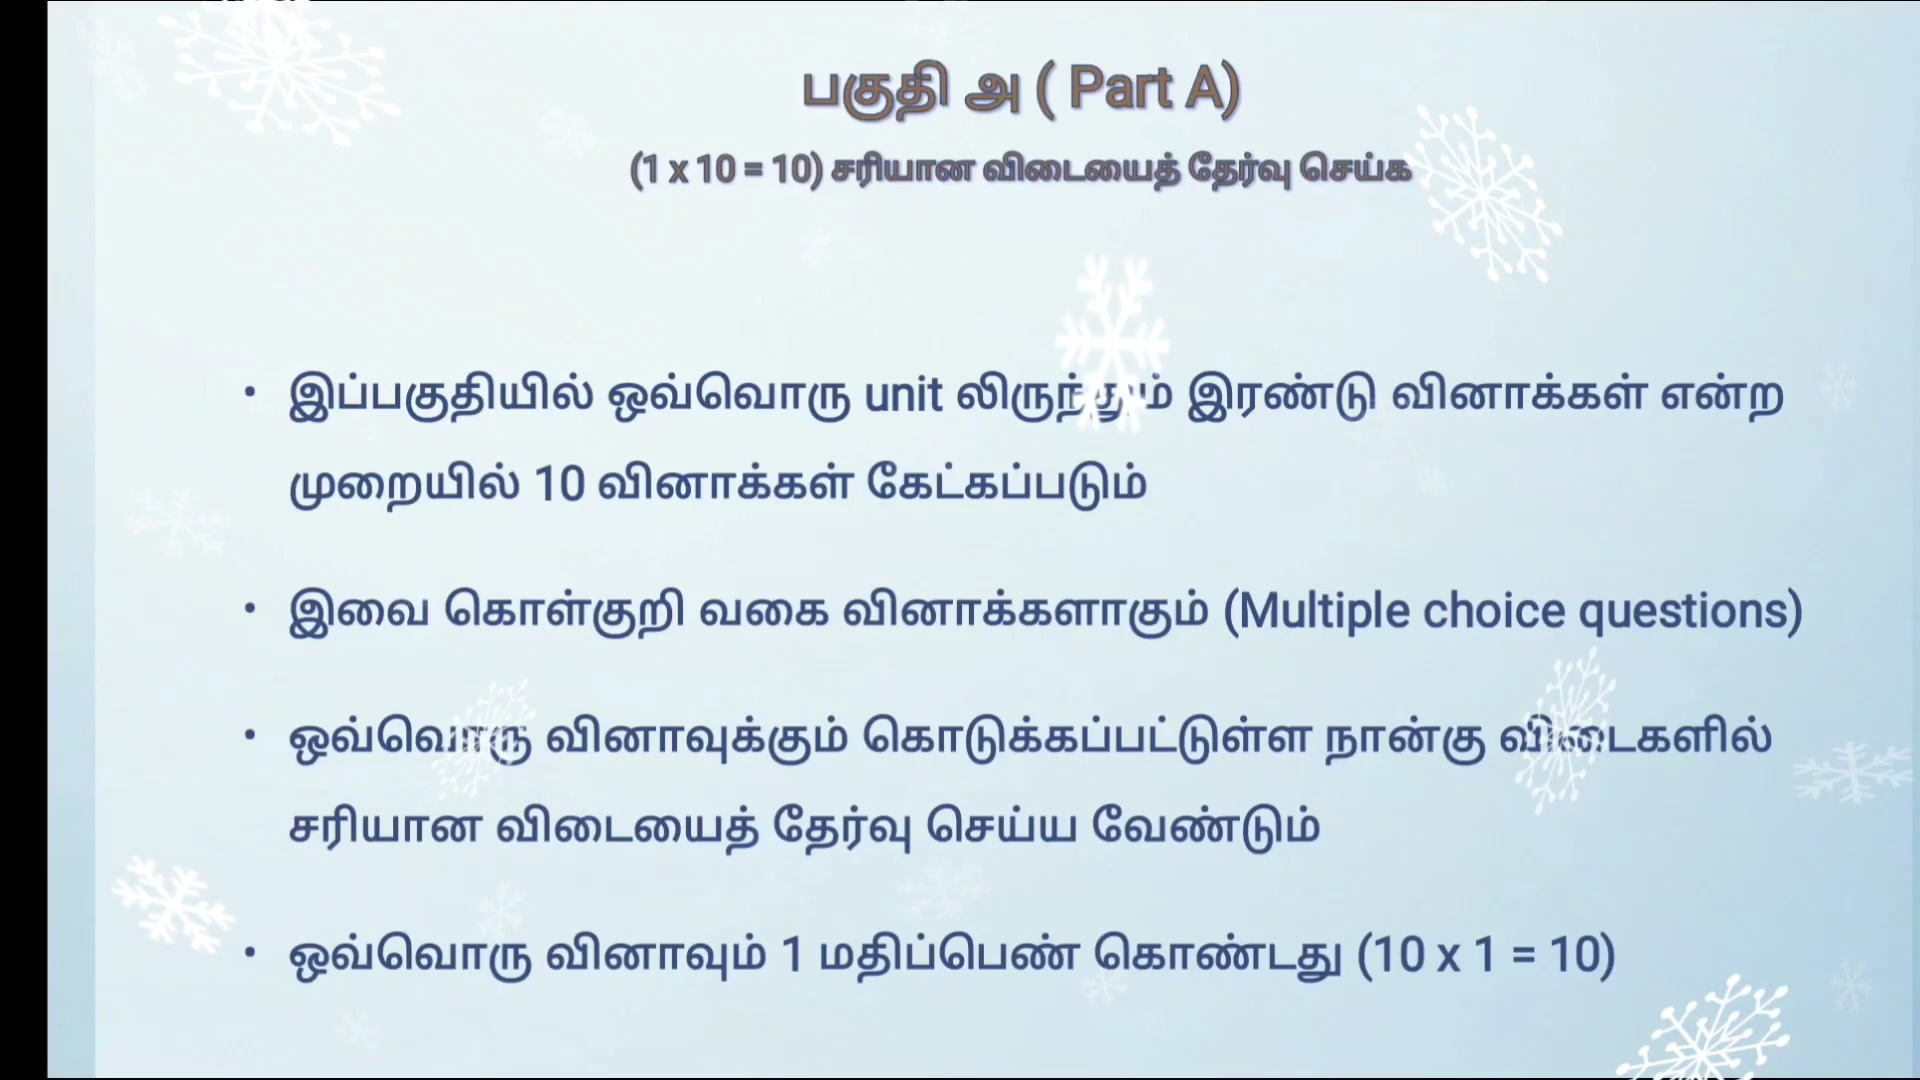 பகுதி அ ( Part A)
(1 x 10 = 10) சரியான விடையைத் தேர்வு செய்க
• இப்பகுதியில் ஒவ்வொரு unit லிருந்தும் இரண்டு வினாக்கள் என்ற
முறையில் 10 வினாக்கள் கேட்கப்படும்
• இவை கொள்குறி வகை வினாக்களாகும் (Multiple choice questions)
• ஒவ்வொரு வினாவுக்கும் கொடுக்கப்பட்டுள்ள நான்கு விடைகளில்
சரியான விடையைத் தேர்வு செய்ய வேண்டும்
• ஒவ்வொரு வினாவும் 1 மதிப்பெண் கொண்டது (10 x 1 = 10)